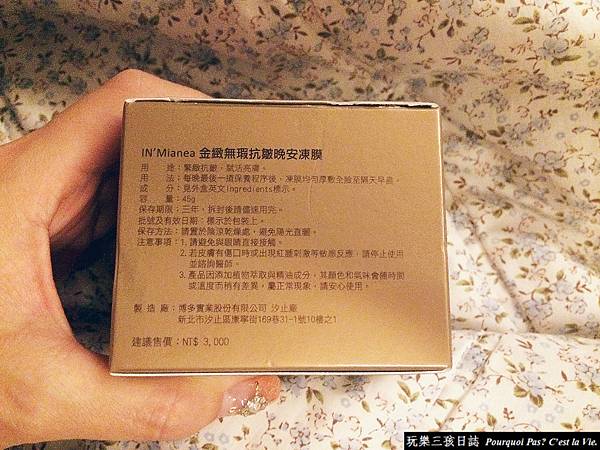 IN'Mianea 金緻無瑕抗皺晚安凍膜
用　　途：緊緻抗皺，賦活亮膚。
用　　法：每晚最後一道保養程序後，凍膜均勻厚敷全臉至隔天早晨。
成　　分：見外盒英文Ingredients標示。
容　　量：45g
保存期限：三年，拆封後請儘速用完。
批號及有效日期：標示於包裝上。
保存方法：請置於陰涼乾燥處，避免陽光直曬。
注意事項：1.請避免與眼睛直接接觸。
2.若皮膚有傷口時或出現紅腫刺激等敏感反應，請停止使用
並諮詢醫師。
3.產品因添加植物萃取與精油成分，其顏色和氣味會隨時間
或溫度而稍有差異，屬正常現象，請安心使用。
製 造 廠：博多實業股份有限公司 汐止廠
新北市汐止區康寧街169巷31-1號10樓之1
建議售價：NT$ 3,000
玩樂三孩日誌 Pourquoi Pas? C'est la Vie.